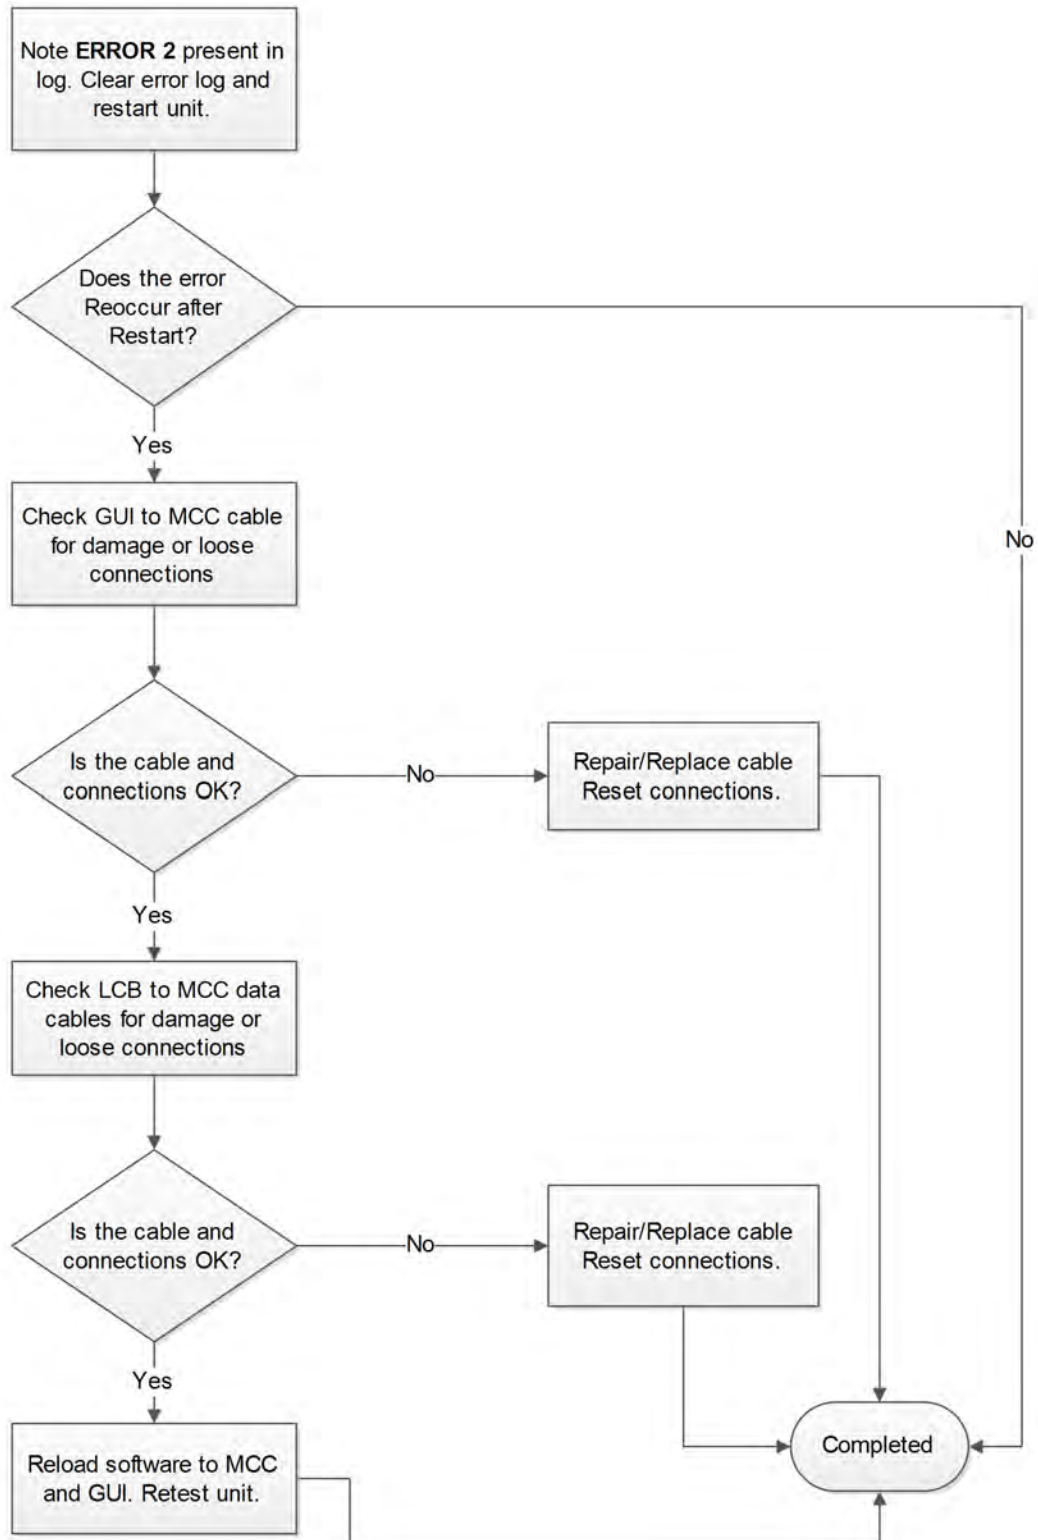 Note ERROR 2 present in
log. Clear error log and
restart unit.
Does the error
Reoccur after
Restart?
Yes
Check GUI to MCC cable
for damage or loose
connections
No
Is the cable and
connections OK?
No
Repair/Replace cable
Reset connections.
Yes
Check LCB to MCC data
cables for damage or
loose connections
Is the cable and
connections OK?
No
Repair/Replace cable
Reset connections.
Yes
Reload software to MCC
and GUI. Retest unit.
Completed